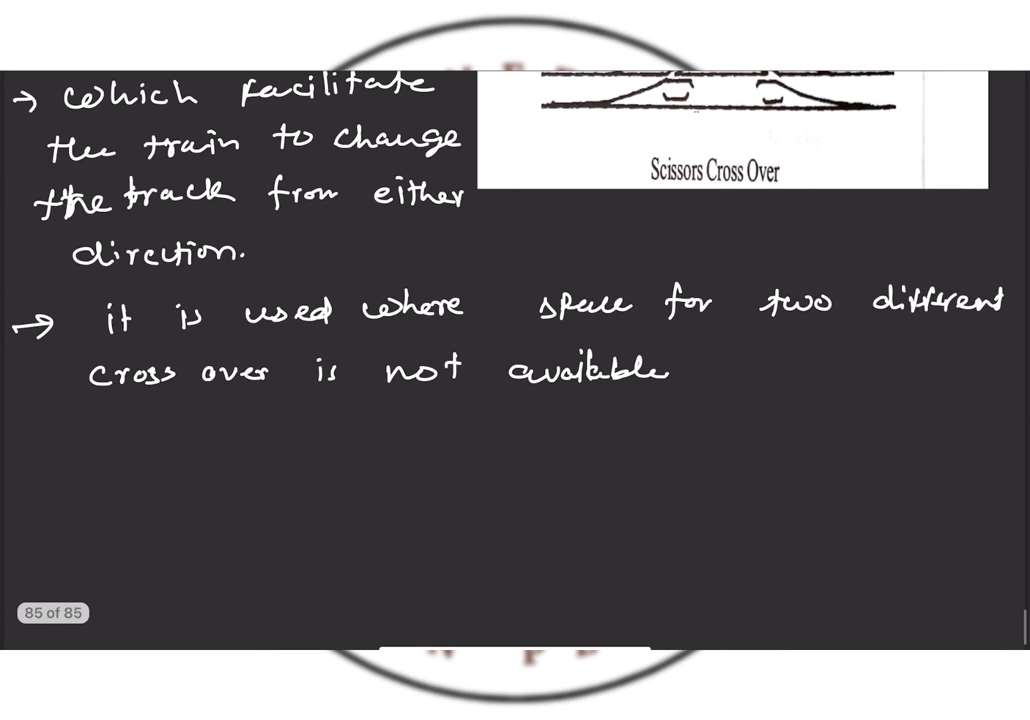 → which facilitate
the train to change
the track from either
direction.
Scissors Cross Over
→ it is used where space for two different
cross over is not available
85 of 85